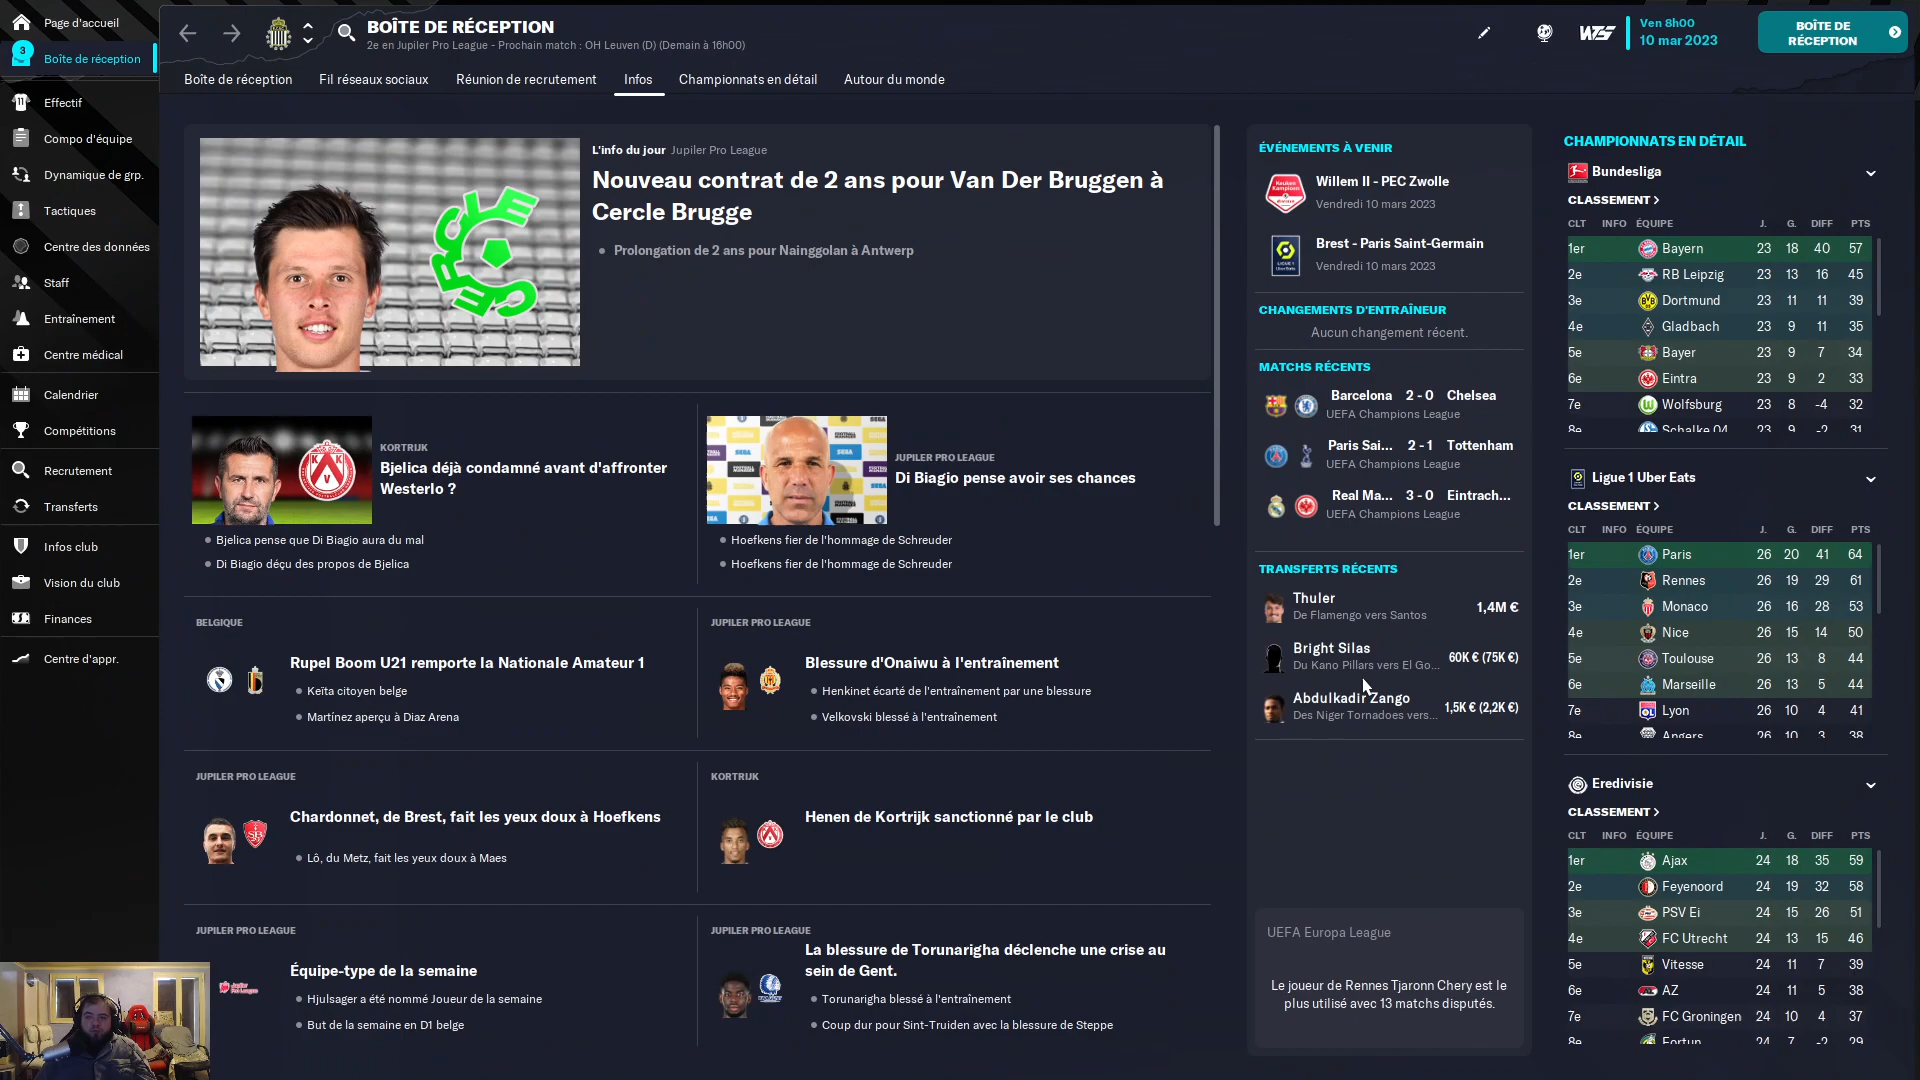 Page d'accueil
3
Boîte de réception
Effectif
Compo d'équipe
Dynamique de grp.
Tactiques
Centre des données
Staff
Entraînement
Centre médical
Calendrier
Compétitions
Recrutement
Transferts
Infos club
Vision du club
Finances
Centre d'appr.
BOÎTE DE RÉCEPTION
2e en Jupiler Pro League - Prochain match : OH Leuven (D) (Demain à 16h00)
Ven 8h00
10 mar 2023
BOÎTE DE
RÉCEPTION
Boîte de réception Fil réseaux sociaux Réunion de recrutement Infos Championnats en détail Autour du monde
L'info du jour Jupiler Pro League
Nouveau contrat de 2 ans pour Van Der Bruggen à
Cercle Brugge
Prolongation de 2 ans pour Nainggolan à Antwerp
KORTRIJK
Bjelica déjà condamné avant d'affronter
Westerlo ?
Bjelica pense que Di Biagio aura du mal
Di Biagio déçu des propos de Bjelica
JUPILER PRO LEAGUE
Di Biagio pense avoir ses chances
Hoefkens fier de l'hommage de Schreuder
Hoefkens fier de l'hommage de Schreuder
BELGIQUE
Rupel Boom U21 remporte la Nationale Amateur 1
Keïta citoyen belge
Martínez aperçu à Diaz Arena
JUPILER PRO LEAGUE
Blessure d'Onaiwu à l'entraînement
Henkinet écarté de l'entraînement par une blessure
Velkovski blessé à l'entraînement
JUPILER PRO LEAGUE
Chardonnet, de Brest, fait les yeux doux à Hoefkens
Lô, du Metz, fait les yeux doux à Maes
KORTRIJK
Henen de Kortrijk sanctionné par le club
JUPILER PRO LEAGUE
Équipe-type de la semaine
Hjulsager a été nommé Joueur de la semaine
But de la semaine en D1 belge
JUPILER PRO LEAGUE
La blessure de Torunarigha déclenche une crise au
sein de Gent.
Torunarigha blessé à l'entraînement
Coup dur pour Sint-Truiden avec la blessure de Steppe
ÉVÉNEMENTS À VENIR
Willem II - PEC Zwolle
Vendredi 10 mars 2023
Brest - Paris Saint-Germain
Vendredi 10 mars 2023
CHANGEMENTS D'ENTRAÎNEUR
Aucun changement récent.
MATCHS RÉCENTS
Barcelona 2 - 0 Chelsea
UEFA Champions League
Paris Sai... 2 - 1 Tottenham
UEFA Champions League
Real Ma... 3 - 0 Eintrach...
UEFA Champions League
TRANSFERTS RÉCENTS
Thuler 1,4M €
De Flamengo vers Santos
Bright Silas 60K € (75K €)
Du Kano Pillars vers El Go...
Abdulkadir Zango 1,5K € (2,2K €)
Des Niger Tornadoes vers...
UEFA Europa League
Le joueur de Rennes Tjaronn Chery est le
plus utilisé avec 13 matchs disputés.
CHAMPIONNATS EN DÉTAIL
Bundesliga
CLASSEMENT
CLT INFO ÉQUIPE J. G. DIFF PTS
1er Bayern 23 18 40 57
2e RB Leipzig 23 13 16 45
3e Dortmund 23 11 11 39
4e Gladbach 23 9 11 35
5e Bayer 23 9 7 34
6e Eintra 23 9 2 33
7e Wolfsburg 23 8 -4 32
8e Schalke 04 23 9 -2 31
Ligue 1 Uber Eats
CLASSEMENT
CLT INFO ÉQUIPE J. G. DIFF PTS
1er Paris 26 20 41 64
2e Rennes 26 19 29 61
3e Monaco 26 16 28 53
4e Nice 26 15 14 50
5e Toulouse 26 13 8 44
6e Marseille 26 13 5 44
7e Lyon 26 10 4 41
8e Angers 26 10 3 38
Eredivisie
CLASSEMENT
CLT INFO ÉQUIPE J. G. DIFF PTS
1er Ajax 24 18 35 59
2e Feyenoord 24 19 32 58
3e PSV Ei 24 15 26 51
4e FC Utrecht 24 13 15 46
5e Vitesse 24 11 7 39
6e AZ 24 11 5 38
7e FC Groningen 24 10 4 37
8e Fortun 24 7 -2 29